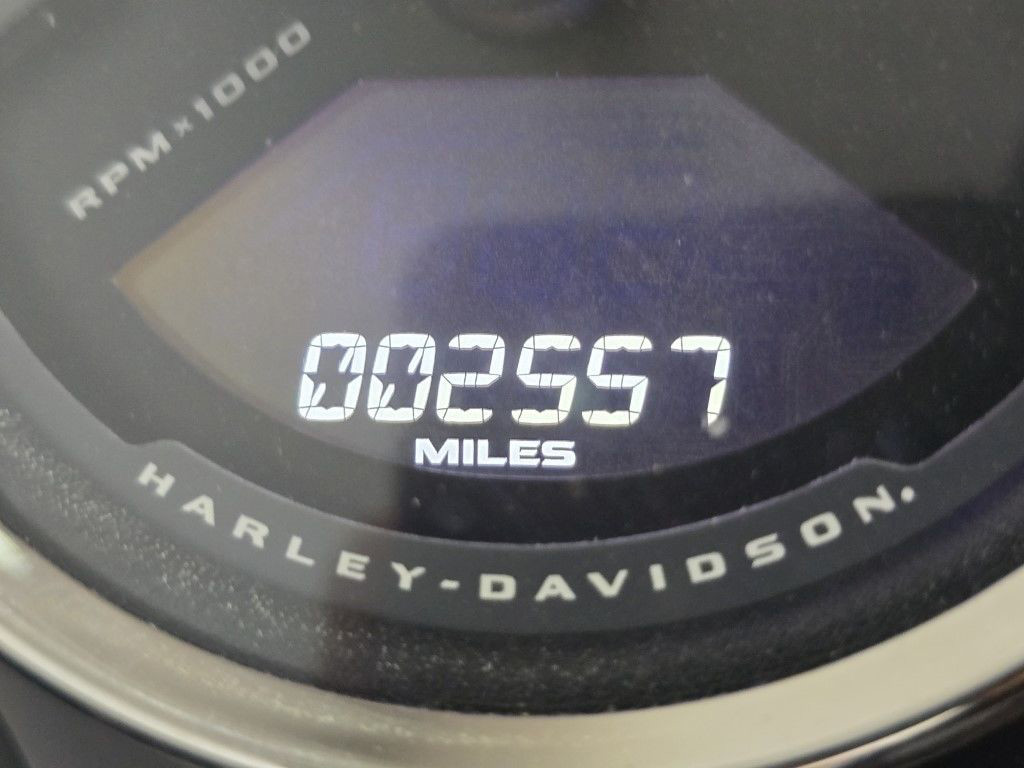 RPM x 1000
002557
MILES
HARLEY-DAVIDSON.